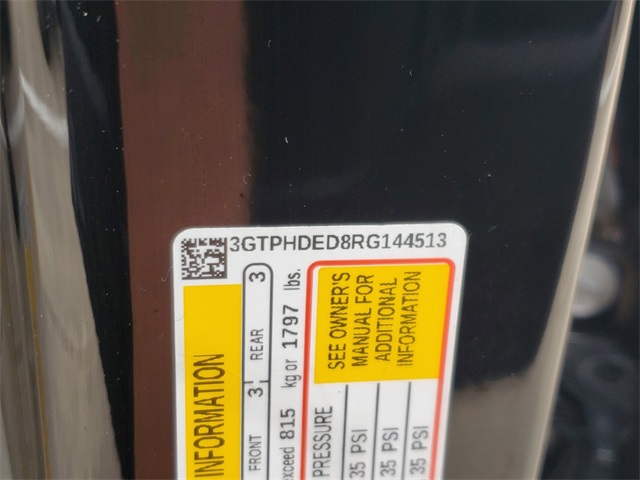 3GTPHDED8RG144513
INFORMATION
FRONT 3 REAR 3
exceed 815 kg or 1797 lbs.
PRESSURE
SEE OWNER'S
MANUAL FOR
ADDITIONAL
INFORMATION
35 PSI
35 PSI
35 PSI